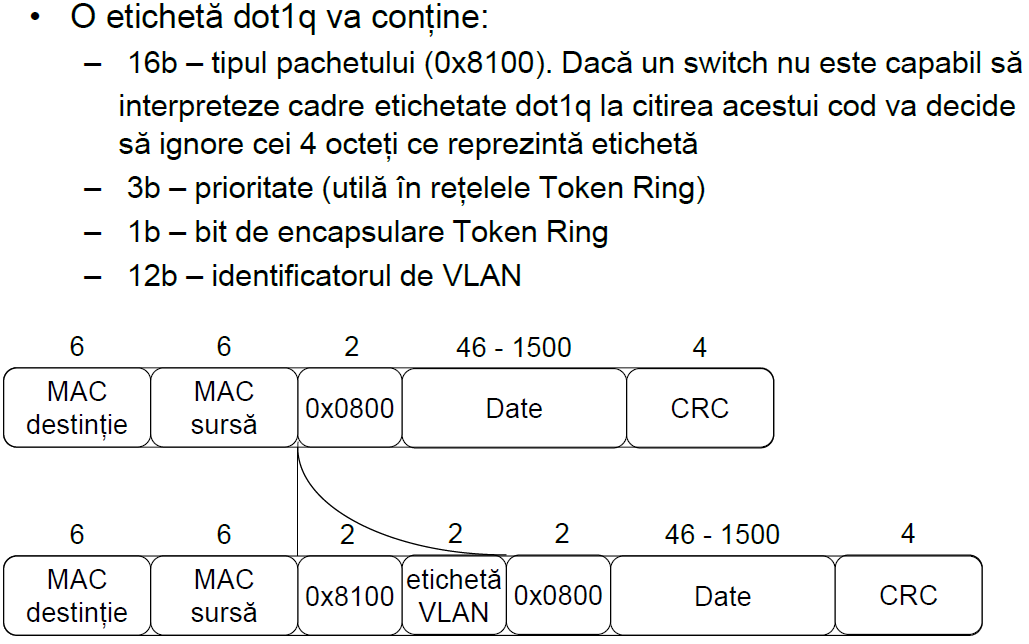 • O etichetă dot1q va conține:
– 16b – tipul pachetului (0x8100). Dacă un switch nu este capabil să
interpreteze cadre etichetate dot1q la citirea acestui cod va decide
să ignore cei 4 octeți ce reprezintă etichetă
– 3b – prioritate (utilă în rețelele Token Ring)
– 1b – bit de encapsulare Token Ring
– 12b – identificatorul de VLAN
6 6 2 46 - 1500 4
MAC destinție MAC sursă 0x0800 Date CRC
6 6 2 2 2 46 - 1500 4
MAC destinție MAC sursă 0x8100 etichetă VLAN 0x0800 Date CRC